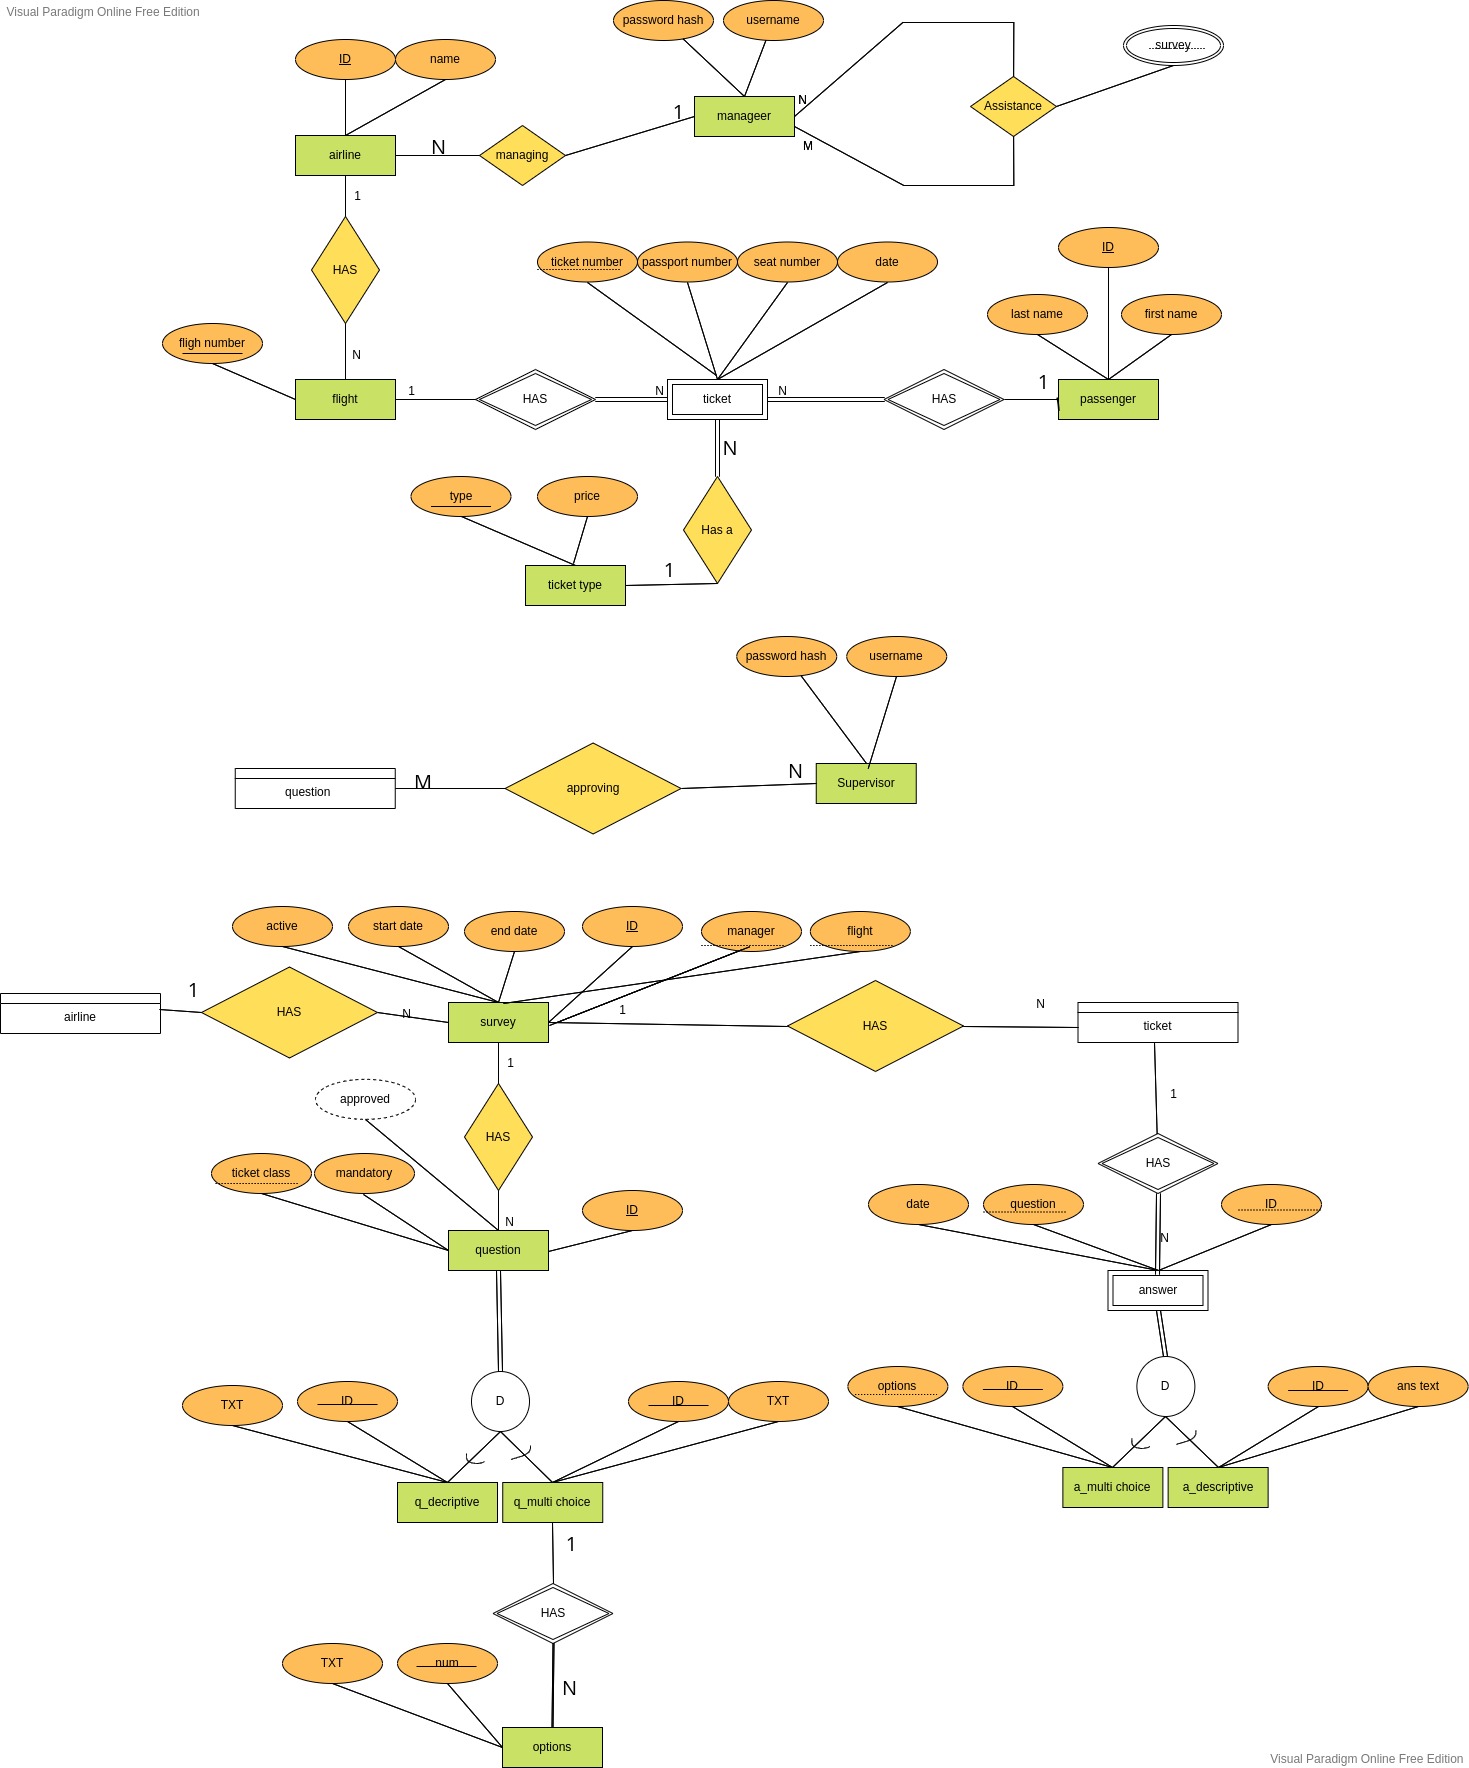 Visual Paradigm Online Free Edition
password hash
username
survey
ID
name
N
manageer
Assistance
1
M
airline
N
managing
1
HAS
ticket number
passport number
seat number
date
ID
last name
first name
fligh number
N
flight
1
HAS
N
ticket
N
HAS
1
passenger
N
type
price
Has a
1
ticket type
password hash
username
question
M
approving
N
Supervisor
active
start date
end date
ID
manager
flight
airline
1
HAS
N
survey
1
HAS
N
ticket
1
1
approved
HAS
HAS
ticket class
mandatory
ID
date
question
ID
N
N
question
answer
TXT
ID
D
ID
TXT
options
ID
D
ID
ans text
q_decriptive
q_multi choice
a_multi choice
a_descriptive
1
HAS
TXT
num
N
options
Visual Paradigm Online Free Edition